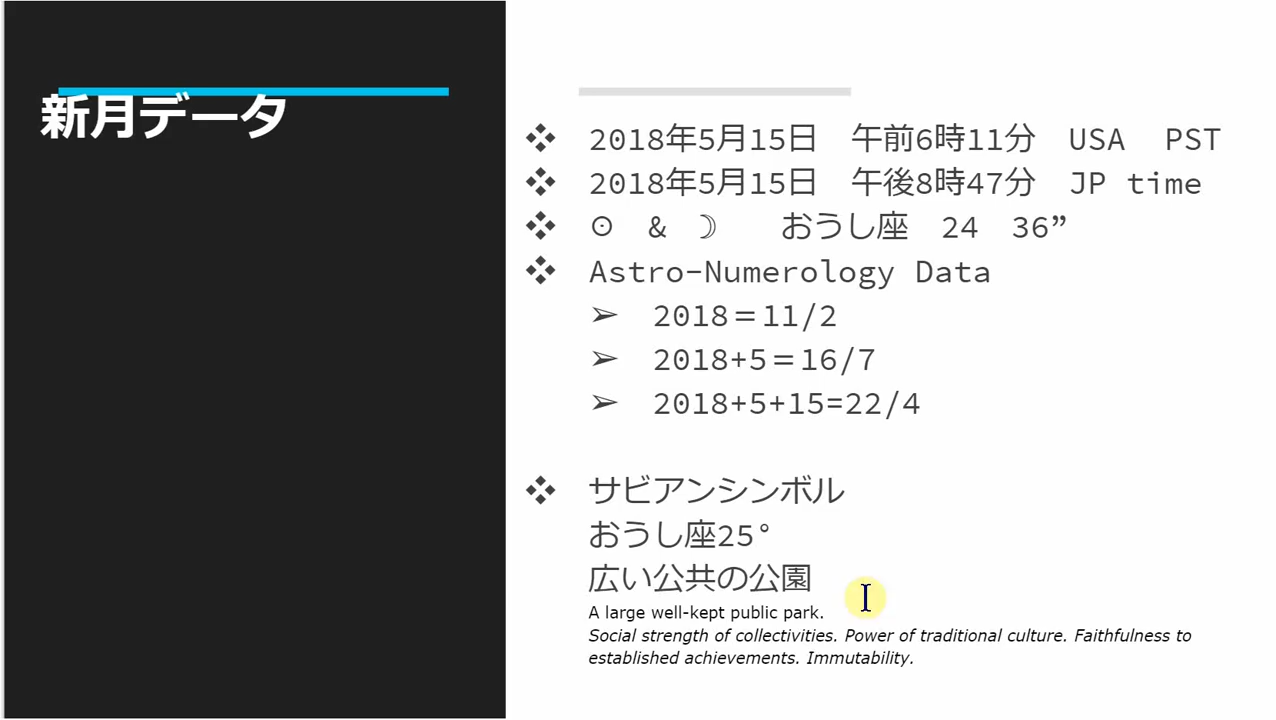 新月データ
❖ 2018年5月15日　午前6時11分　USA　PST
❖ 2018年5月15日　午後8時47分　JP time
❖ ☉　&　☽　　おうし座　24　36”
❖ Astro-Numerology Data
➢ 2018＝11/2
➢ 2018+5＝16/7
➢ 2018+5+15=22/4
❖ サビアンシンボル
おうし座25°
広い公共の公園
A large well-kept public park.
Social strength of collectivities. Power of traditional culture. Faithfulness to
established achievements. Immutability.